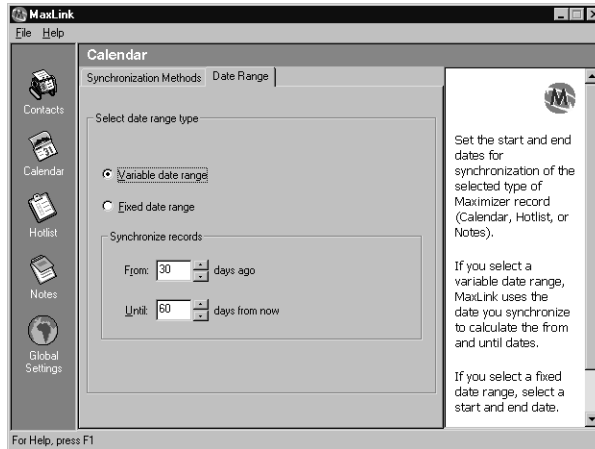 MaxLink
File Help
Calendar
Contacts
Calendar
Hotlist
Notes
Global
Settings
Synchronization Methods
Date Range
Select date range type
Variable date range
Fixed date range
Synchronize records
From: 30 days ago
Until: 60 days from now
M
Set the start and end
dates for
synchronization of the
selected type of
Maximizer record
(Calendar, Hotlist, or
Notes).
If you select a
variable date range,
MaxLink uses the
date you synchronize
to calculate the from
and until dates.
If you select a fixed
date range, select a
start and end date.
For Help, press F1